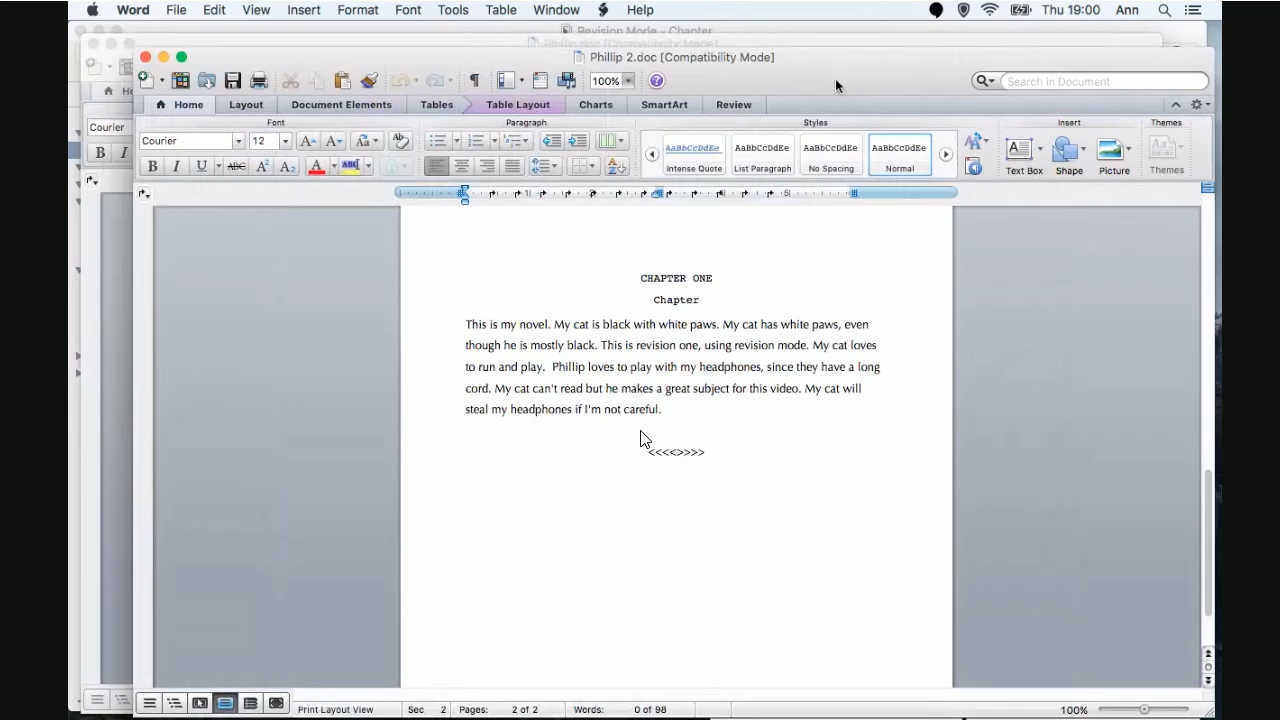 Word File Edit View Insert Format Font Tools Table Window Help Thu 19:00 Ann
Revision Mode - Chapter
Phillip 2.doc [Compatibility Mode]
100% Search in Document
Home Layout Document Elements Tables Table Layout Charts SmartArt Review
Font Paragraph Styles Insert Themes
Courier
Courier 12
AaBbCcDdEe AaBbCcDdEe AaBbCcDdEe AaBbCcDdEe
B I
B I U ABC A² A₂ A ABC
Intense Quote List Paragraph No Spacing Normal
Text Box Shape Picture Themes
CHAPTER ONE
Chapter
This is my novel. My cat is black with white paws. My cat has white paws, even
though he is mostly black. This is revision one, using revision mode. My cat loves
to run and play.  Phillip loves to play with my headphones, since they have a long
cord. My cat can't read but he makes a great subject for this video. My cat will
steal my headphones if I'm not careful.
<<<<>>>>
Print Layout View Sec 2 Pages: 2 of 2 Words: 0 of 98 100%